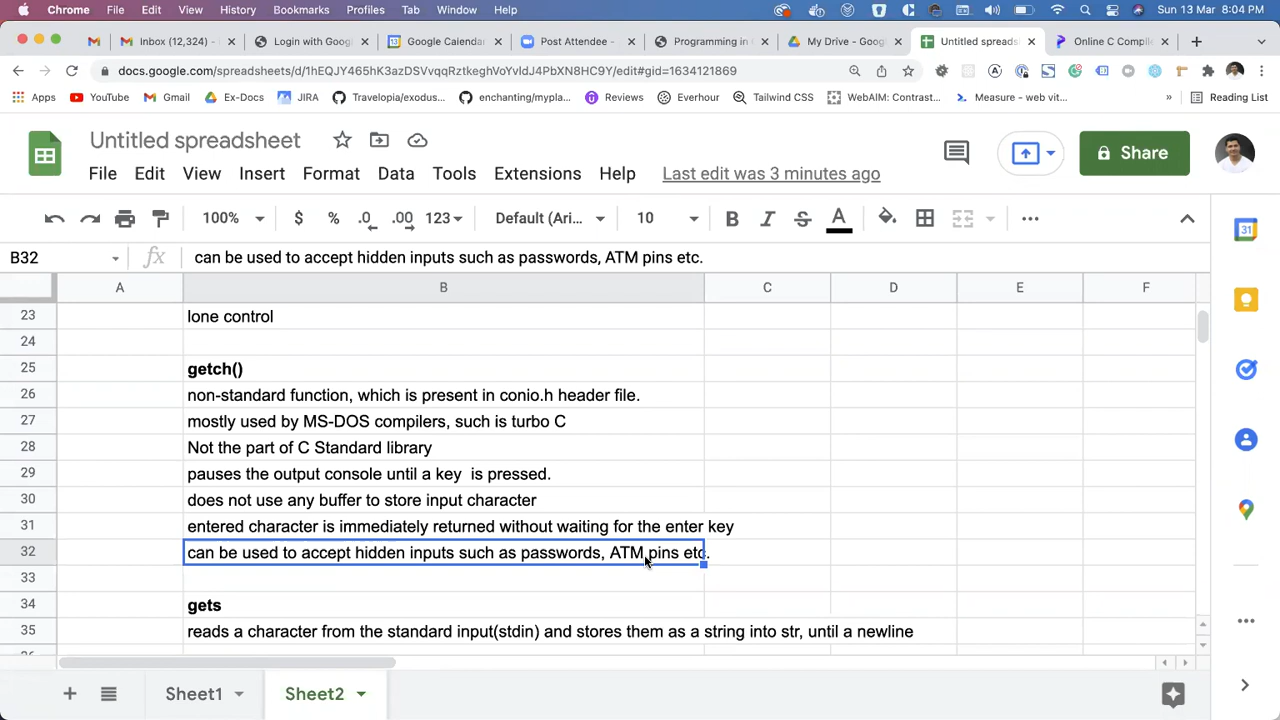 Chrome File Edit View History Bookmarks Profiles Tab Window Help Sun 13 Mar 8:04 PM
Inbox (12,324) - Login with Goog Google Calenda Post Attendee - Programming in My Drive - Goog Untitled spreads Online C Compile
docs.google.com/spreadsheets/d/1hEQJY465hK3azDSVvqqTztkeghVoYvIdJ4PbXN8HC9Y/edit#gid=1634121869
Apps YouTube Gmail Ex-Docs JIRA Travelopia/exodus... enchanting/mypla... Reviews Everhour Tailwind CSS WebAIM: Contrast... Measure - web vit... » Reading List
Untitled spreadsheet
File Edit View Insert Format Data Tools Extensions Help Last edit was 3 minutes ago
Share
100% $ % .0 .00 123 Default (Ari... 10 B I S A
B32 fx can be used to accept hidden inputs such as passwords, ATM pins etc.
A B C D E F
23 lone control
24
25 getch()
26 non-standard function, which is present in conio.h header file.
27 mostly used by MS-DOS compilers, such is turbo C
28 Not the part of C Standard library
29 pauses the output console until a key  is pressed.
30 does not use any buffer to store input character
31 entered character is immediately returned without waiting for the enter key
32 can be used to accept hidden inputs such as passwords, ATM pins etc.
33
34 gets
35 reads a character from the standard input(stdin) and stores them as a string into str, until a newline
Sheet1 Sheet2
31